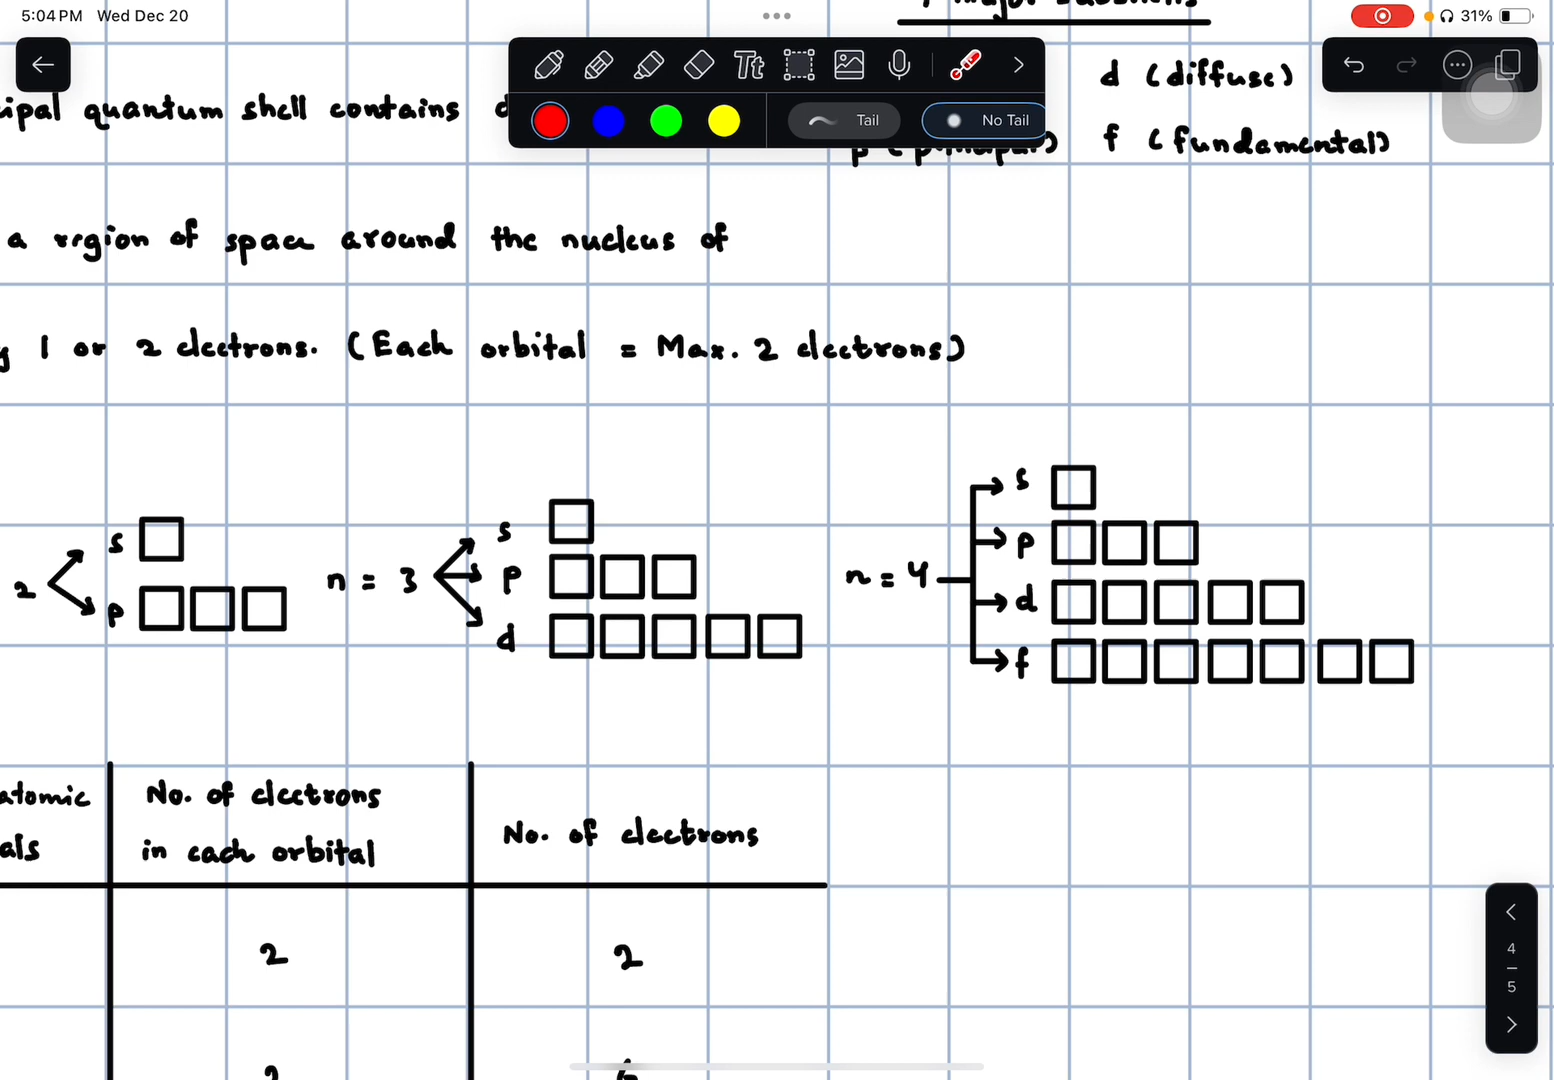 5:04 PM Wed Dec 20
31%
Tt
Tail
No Tail
d (diffuse)
ipal quantum shell contains
f (fundamental)
a region of space around the nucleus of
1 or 2 electrons. (Each orbital = Max. 2 electrons)
s
p
2
n = 3
s
p
d
n = 4
s
p
d
f
atomic
als
No. of electrons
in each orbital
No. of electrons
2
2
4
5